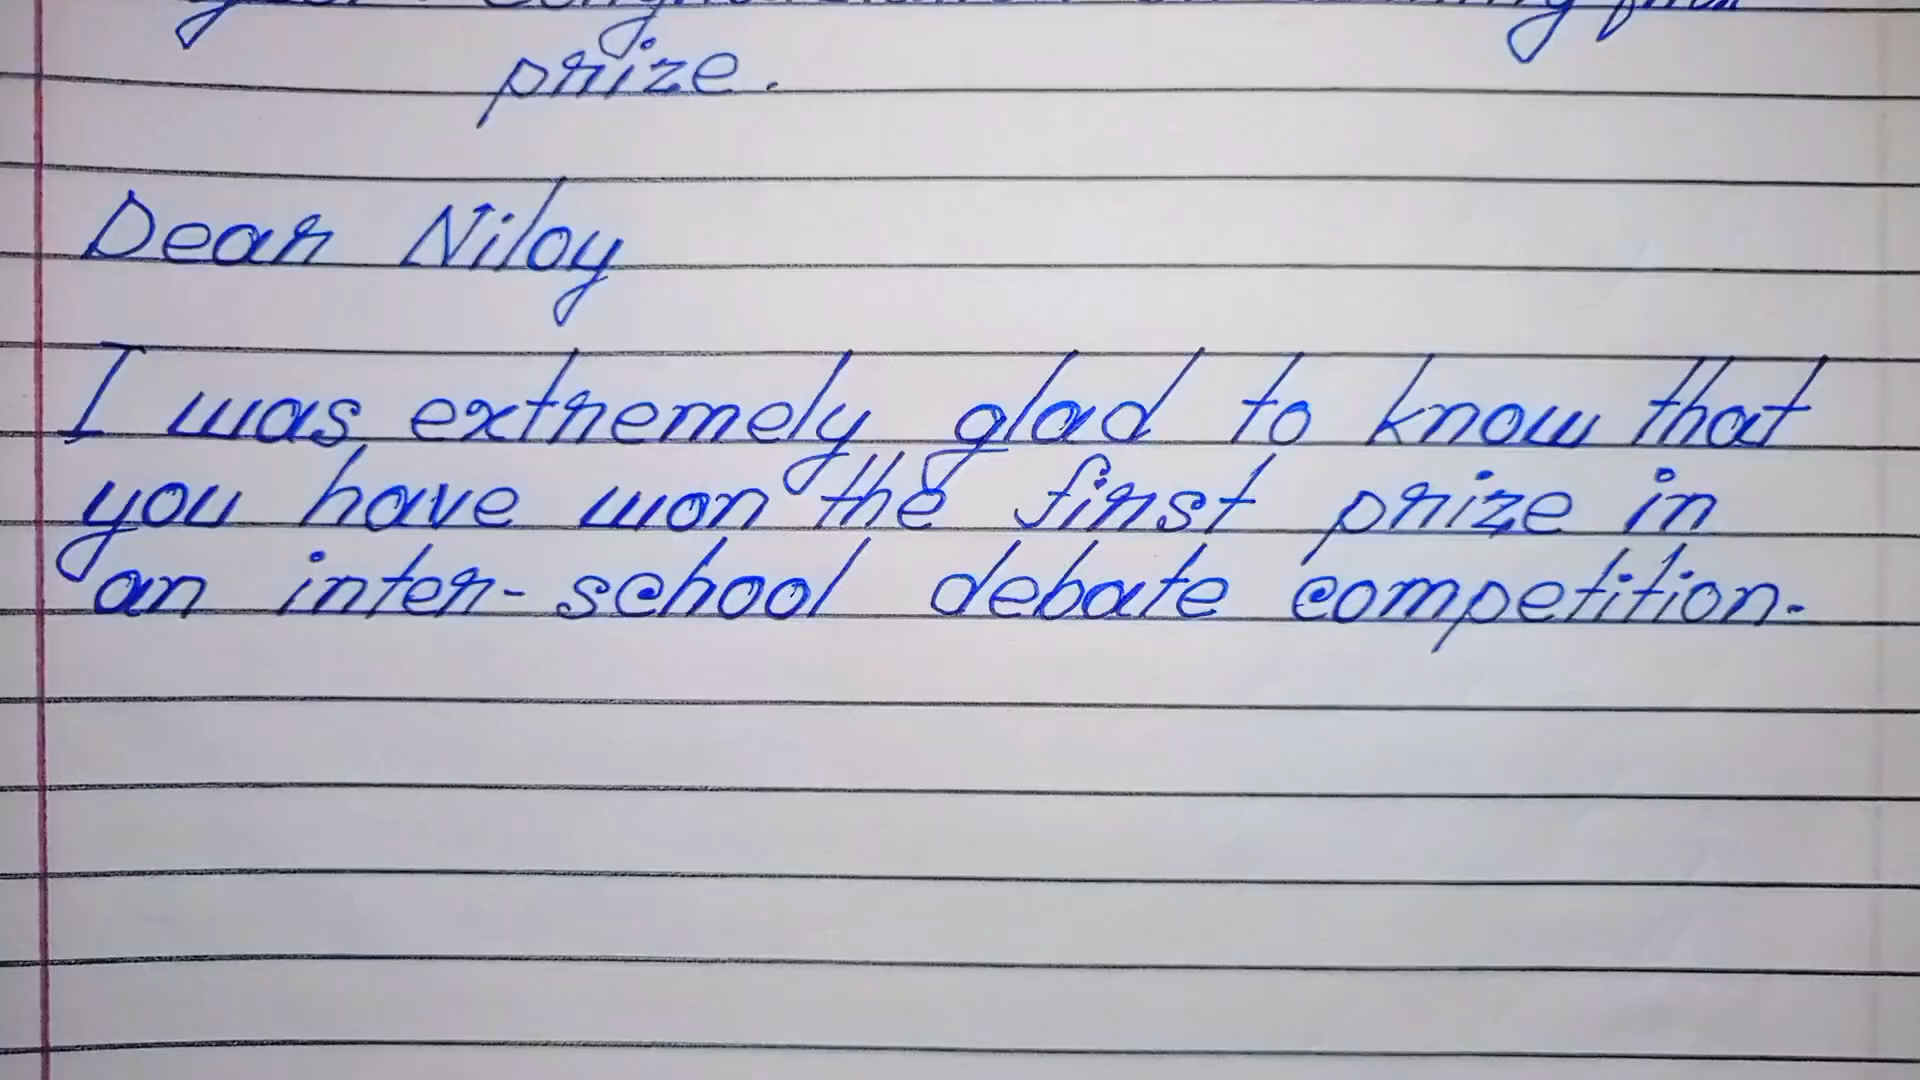 prize.
Dear Niloy
I was extremely glad to know that
you have won the first prize in
an inter-school debate competition.